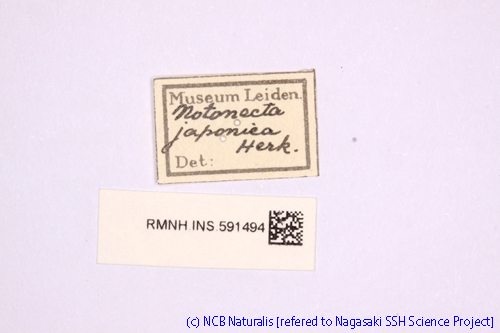 Museum Leiden.
Notonecta
japonica
Herk.
Det:
RMNH.INS 591494
(c) NCB Naturalis [refered to Nagasaki SSH Science Project]